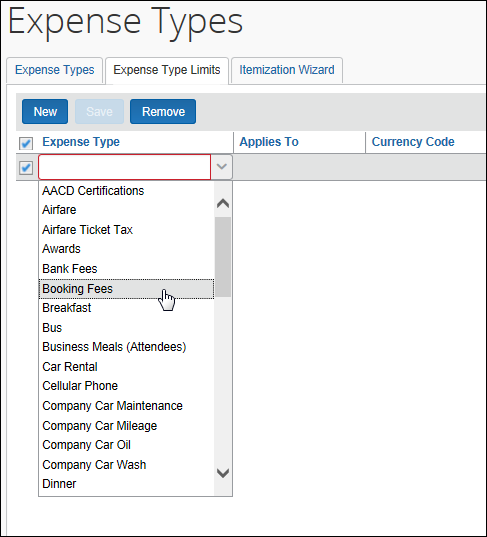 Expense Types
Expense Types Expense Type Limits Itemization Wizard
New Save Remove
Expense Type Applies To Currency Code
AACD Certifications
Airfare
Airfare Ticket Tax
Awards
Bank Fees
Booking Fees
Breakfast
Bus
Business Meals (Attendees)
Car Rental
Cellular Phone
Company Car Maintenance
Company Car Mileage
Company Car Oil
Company Car Wash
Dinner